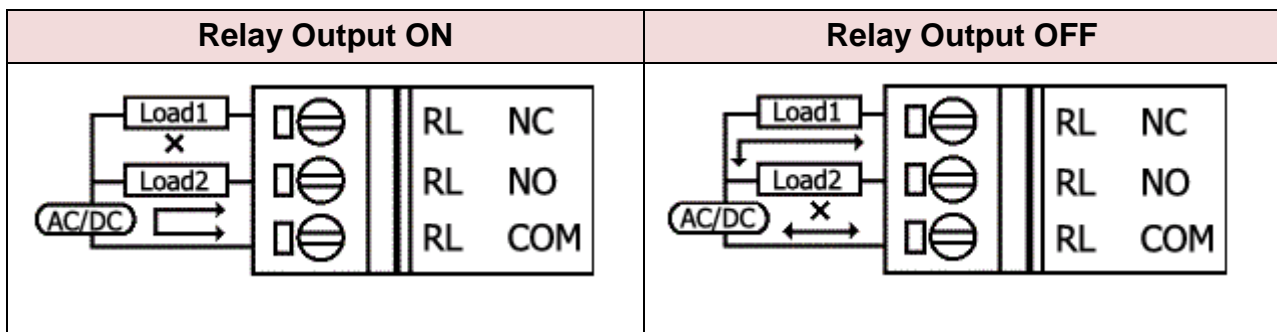 Relay Output ON
Relay Output OFF
Load1
RL NC
Load2
RL NO
AC/DC
RL COM
Load1
RL NC
Load2
RL NO
AC/DC
RL COM